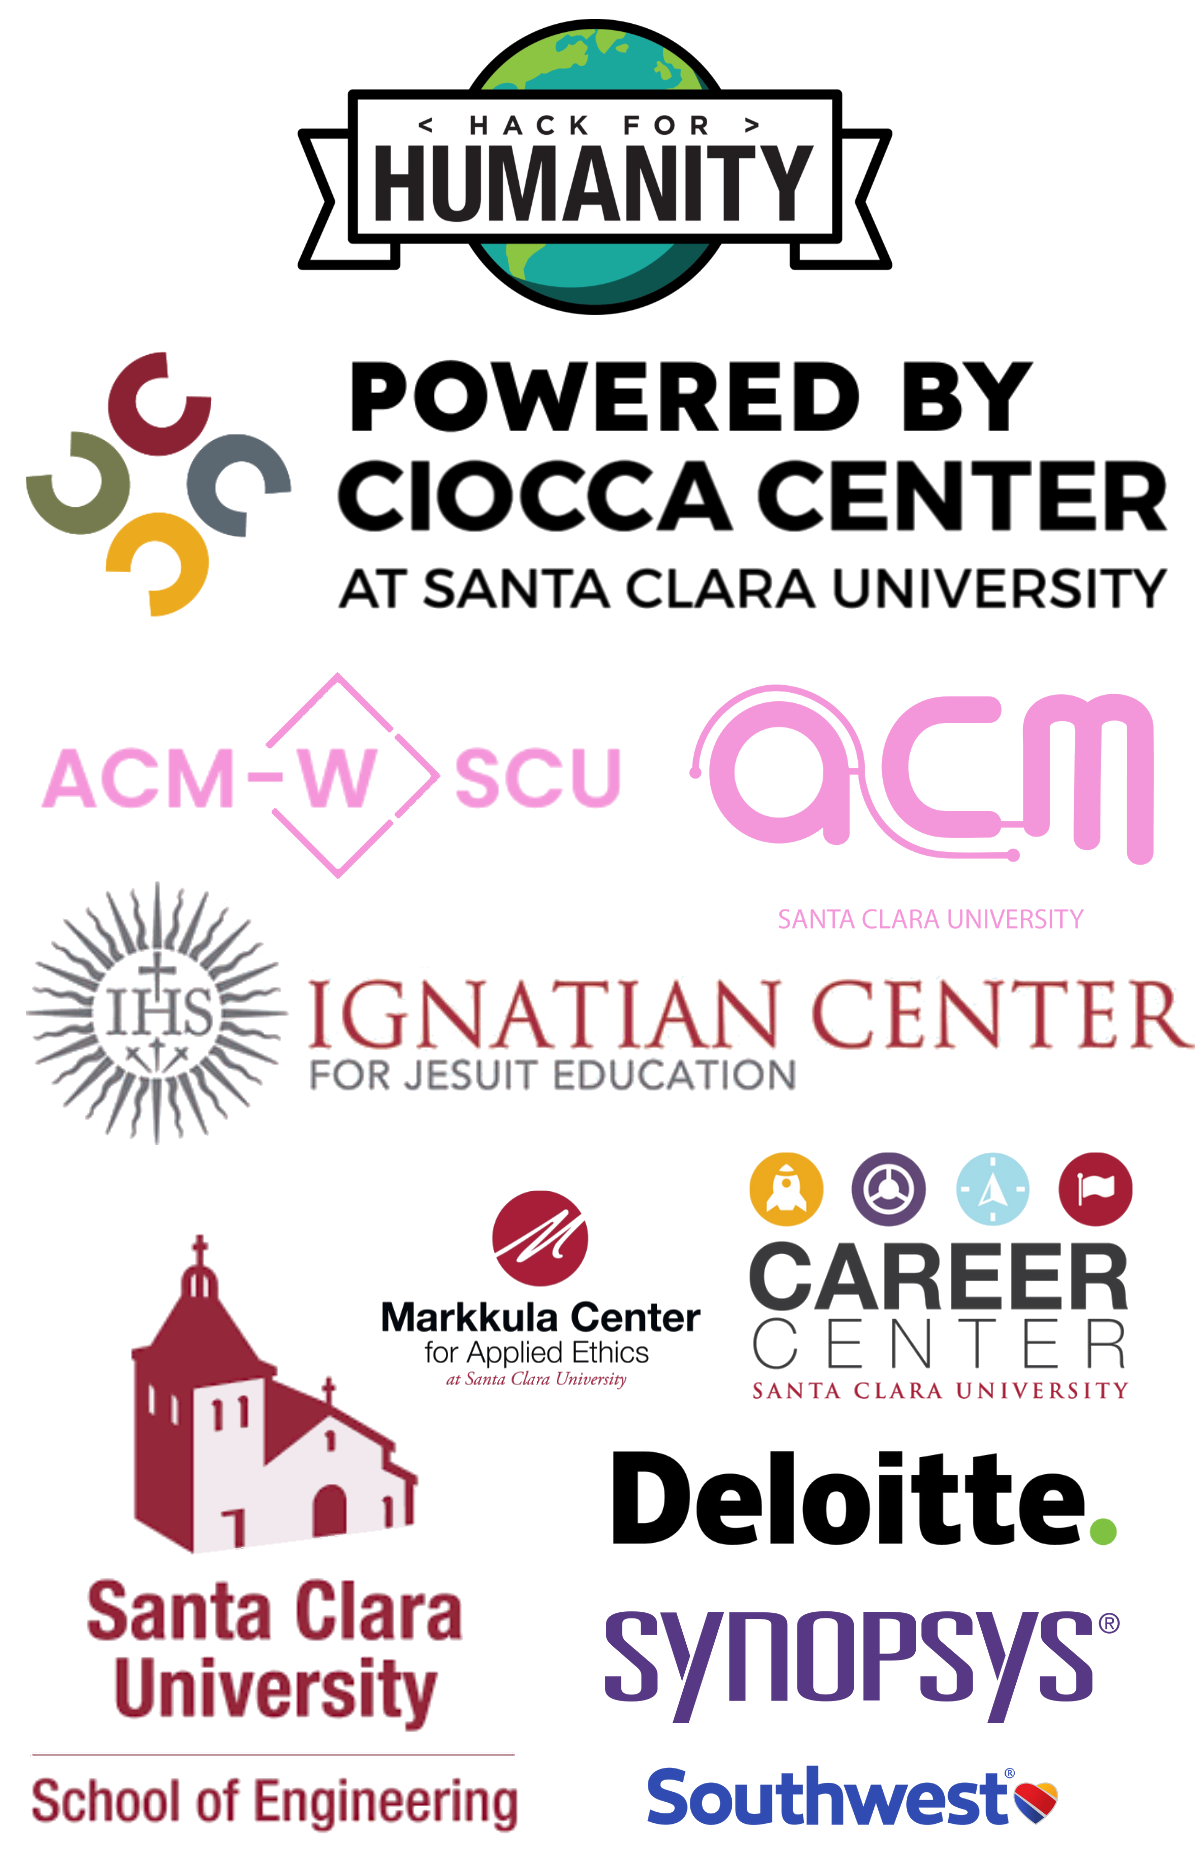 < HACK FOR >
HUMANITY
POWERED BY
CIOCCA CENTER
AT SANTA CLARA UNIVERSITY
ACM-W SCU
acm
SANTA CLARA UNIVERSITY
IHS
IGNATIAN CENTER
FOR JESUIT EDUCATION
M
Markkula Center
for Applied Ethics
at Santa Clara University
CAREER
CENTER
SANTA CLARA UNIVERSITY
Santa Clara
University
School of Engineering
Deloitte.
SYNOPSYS®
Southwest®